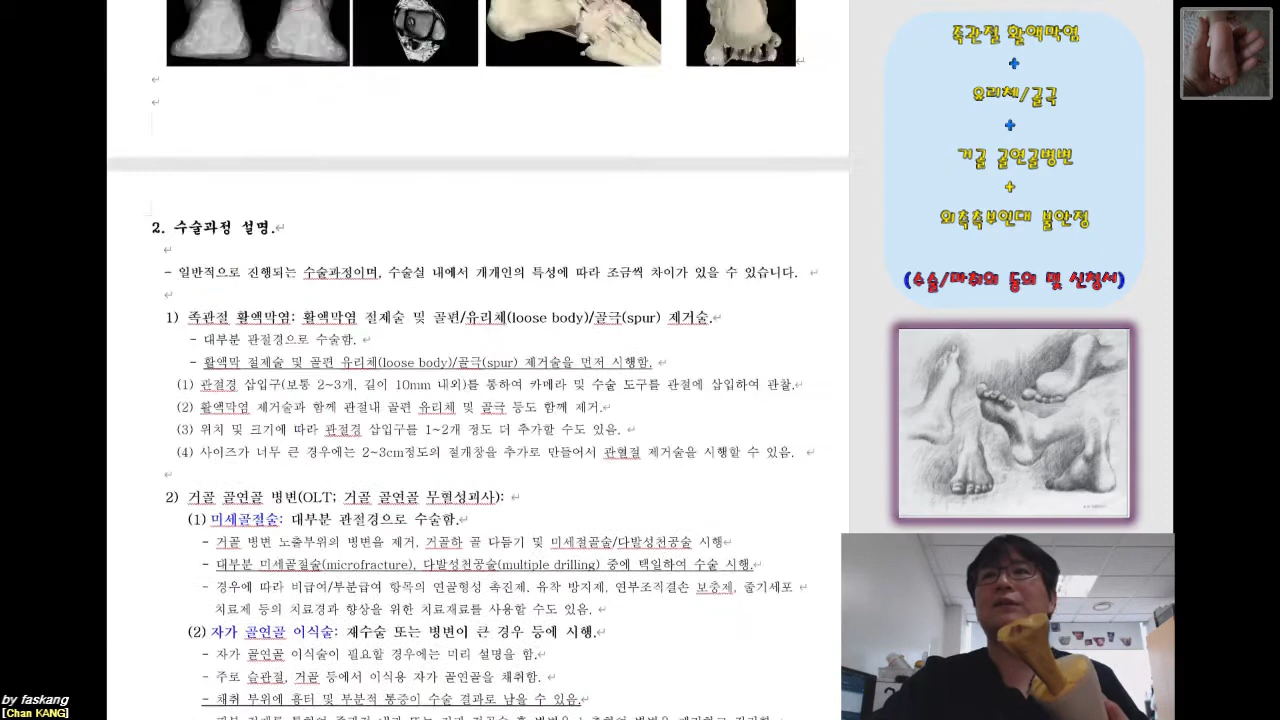 족관절 활액막염
+
유리체/골극
+
거골 골연골병변
+
외측측부인대 불안정
(수술/마취의 동의 및 신청서)
2. 수술과정 설명.
- 일반적으로 진행되는 수술과정이며, 수술실 내에서 개개인의 특성에 따라 조금씩 차이가 있을 수 있습니다.
1) 족관절 활액막염: 활액막염 절제술 및 골편/유리체(loose body)/골극(spur) 제거술.
- 대부분 관절경으로 수술함.
- 활액막 절제술 및 골편 유리체(loose body)/골극(spur) 제거술을 먼저 시행함.
(1) 관절경 삽입구(보통 2~3개, 길이 10mm 내외)를 통하여 카메라 및 수술 도구를 관절에 삽입하여 관찰.
(2) 활액막염 제거술과 함께 관절내 골편 유리체 및 골극 등도 함께 제거.
(3) 위치 및 크기에 따라 관절경 삽입구를 1~2개 정도 더 추가할 수도 있음.
(4) 사이즈가 너무 큰 경우에는 2~3cm정도의 절개창을 추가로 만들어서 관혈절 제거술을 시행할 수 있음.
2) 거골 골연골 병변(OLT; 거골 골연골 무혈성괴사):
(1) 미세골절술: 대부분 관절경으로 수술함.
- 거골 병변 노출부위의 병변을 제거, 거골하 골 다듬기 및 미세절골술/다발성천공술 시행
- 대부분 미세골절술(microfracture), 다발성천공술(multiple drilling) 중에 택일하여 수술 시행.
- 경우에 따라 비급여/부분급여 항목의 연골형성 촉진제, 유착 방지제, 연부조직결손 보충제, 줄기세포
치료제 등의 치료경과 향상을 위한 치료재료를 사용할 수도 있음.
(2) 자가 골연골 이식술: 재수술 또는 병변이 큰 경우 등에 시행.
- 자가 골연골 이식술이 필요할 경우에는 미리 설명을 함.
- 주로 슬관절, 거골 등에서 이식용 자가 골연골을 채취함.
- 채취 부위에 흉터 및 부분적 통증이 수술 결과로 남을 수 있음.
by faskang
[Chan KANG]